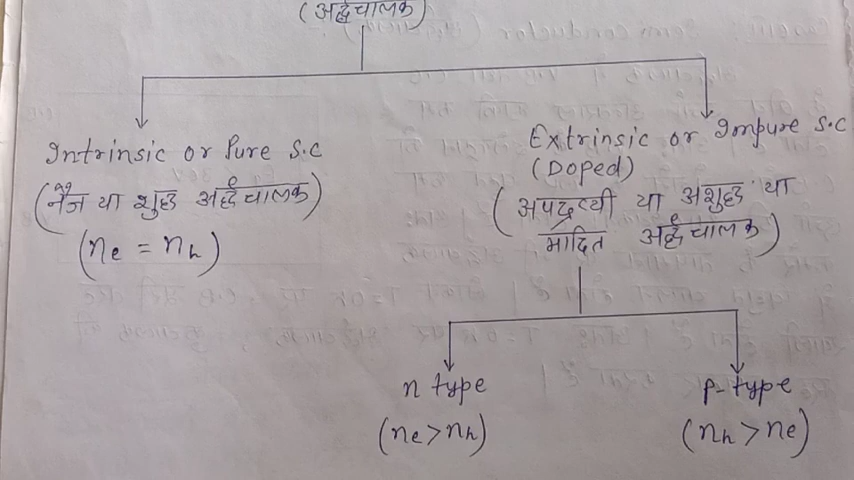 (अर्द्धचालक)
Intrinsic or Pure S.C
(नैज या शुद्ध अर्द्धचालक)
(ne = nh)
Extrinsic or Impure S.C
(Doped)
(अपद्रव्यी या अशुद्ध या
मादित अर्द्धचालक)
n type
(ne > nh)
P-type
(nh > ne)